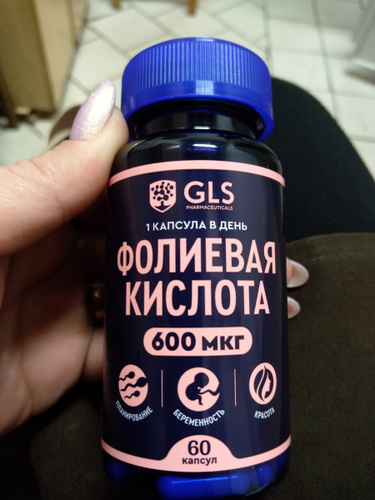 GLS
PHARMACEUTICALS
1 КАПСУЛА В ДЕНЬ
ФОЛИЕВАЯ
КИСЛОТА
600 МКГ
ПЛАНИРОВАНИЕ
БЕРЕМЕННОСТЬ
КРАСОТА
60
капсул